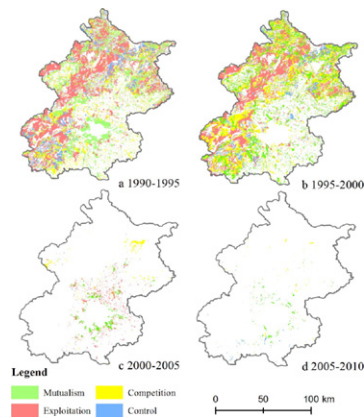 a 1990-1995
b 1995-2000
c 2000-2005
d 2005-2010
Legend
Mutualism
Competition
Exploitation
Control
0 50 100 km